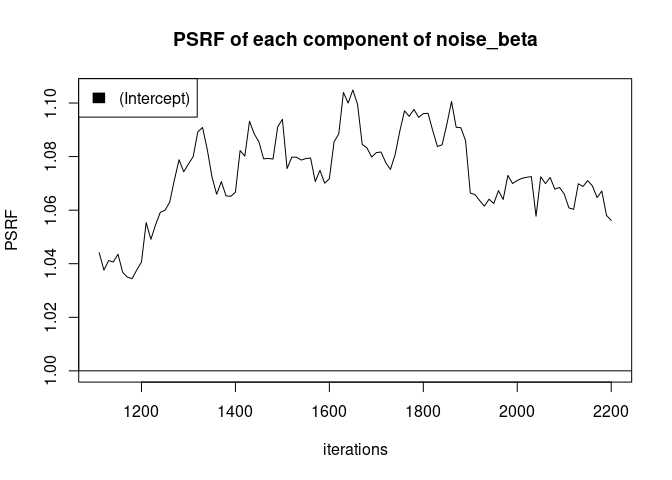 PSRF of each component of noise_beta
(Intercept)
PSRF
1.10
1.08
1.06
1.04
1.02
1.00
1200 1400 1600 1800 2000 2200
iterations